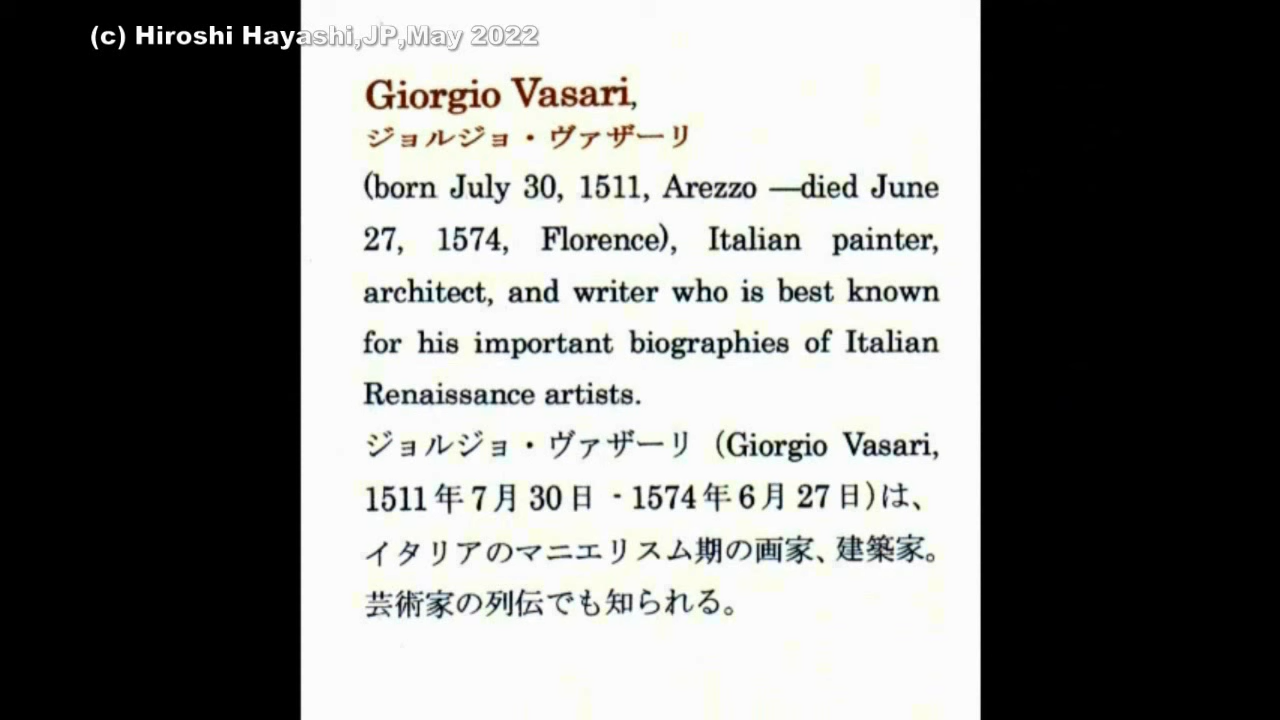 (c) Hiroshi Hayashi,JP,May 2022
Giorgio Vasari,
ジョルジョ・ヴァザーリ
(born July 30, 1511, Arezzo —died June
27, 1574, Florence), Italian painter,
architect, and writer who is best known
for his important biographies of Italian
Renaissance artists.
ジョルジョ・ヴァザーリ (Giorgio Vasari,
1511年7月30日 - 1574年6月27日)は、
イタリアのマニエリスム期の画家、建築家。
芸術家の列伝でも知られる。